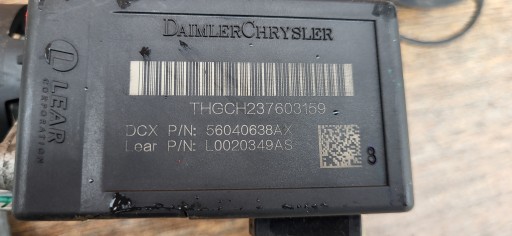 DAIMLERCHRYSLER
LEAR
CORPORATION
THGCH237603159
DCX P/N: 56040638AX
Lear P/N: L0020349AS
8